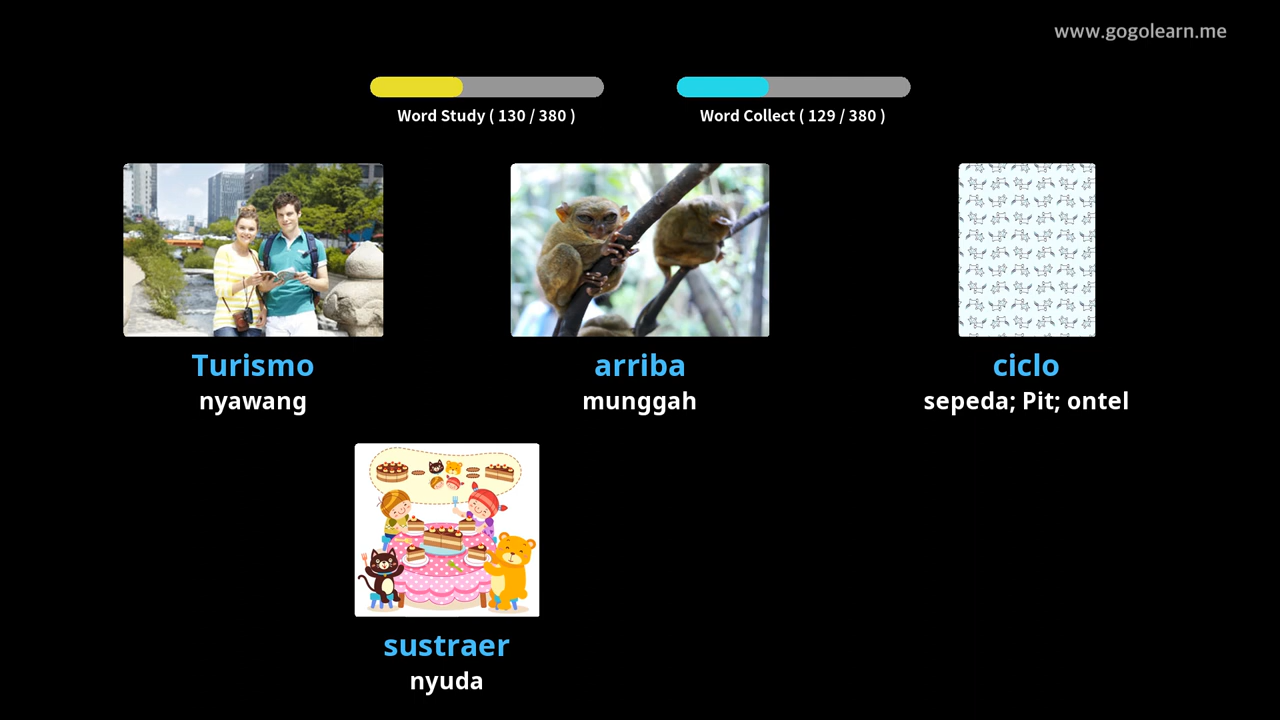 www.gogolearn.me
Word Study ( 130 / 380 )
Word Collect ( 129 / 380 )
Turismo
nyawang
arriba
munggah
ciclo
sepeda; Pit; ontel
sustraer
nyuda